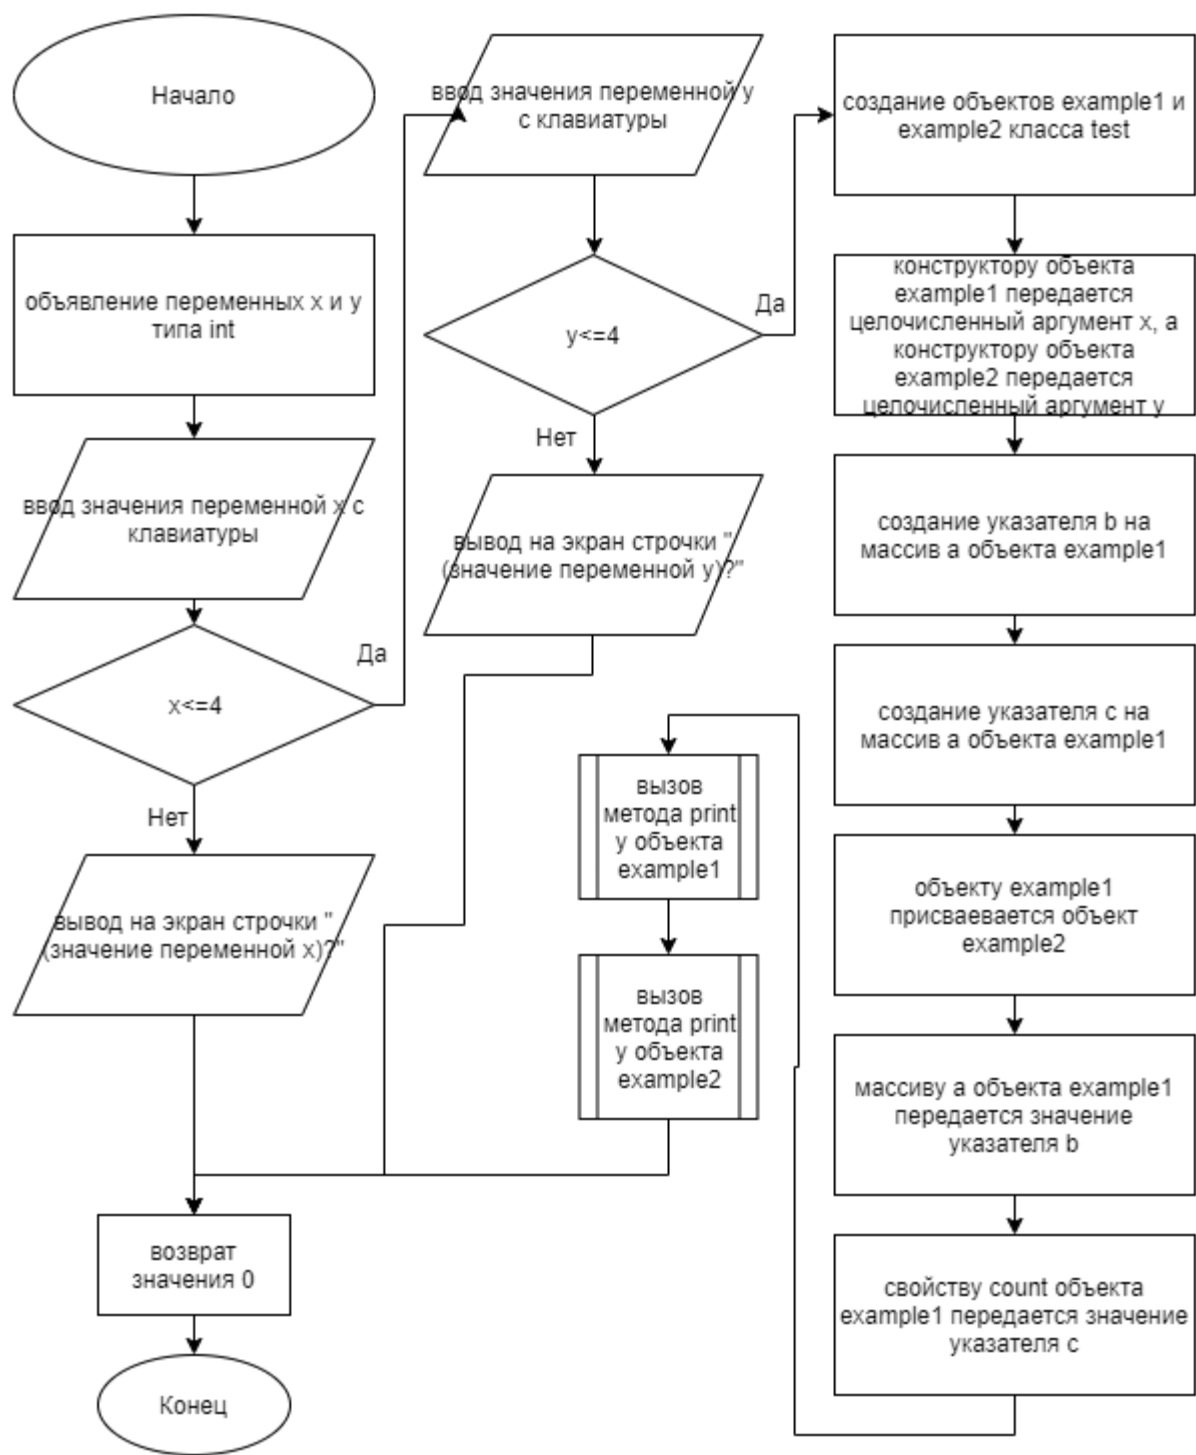 Начало
объявление переменных x и y
типа int
ввод значения переменной x с
клавиатуры
x<=4
Да
Нет
вывод на экран строчки "
(значение переменной x)?"
возврат
значения 0
Конец
ввод значения переменной y
с клавиатуры
y<=4
Да
Нет
вывод на экран строчки "
(значение переменной y)?"
создание объектов example1 и
example2 класса test
конструктору объекта
example1 передается
целочисленный аргумент x, а
конструктору объекта
example2 передается
целочисленный аргумент y
создание указателя b на
массив a объекта example1
создание указателя c на
массив a объекта example1
объекту example1
присваевается объект
example2
массиву a объекта example1
передается значение
указателя b
свойству count объекта
example1 передается значение
указателя c
вызов
метода print
у объекта
example1
вызов
метода print
у объекта
example2